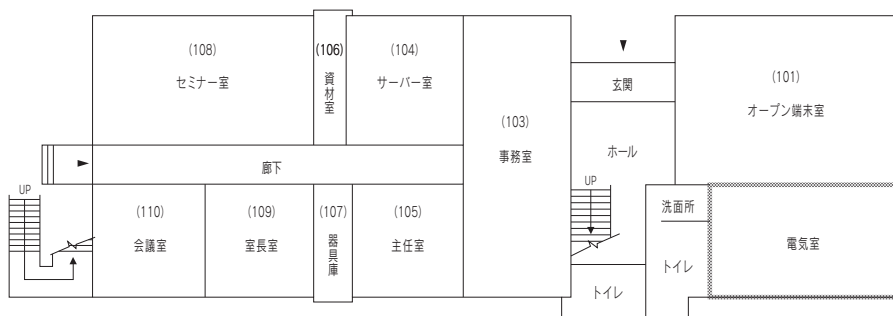 (108)
セミナー室
(106)
資材室
(104)
サーバー室
(103)
事務室
玄関
(101)
オープン端末室
ホール
廊下
UP
(110)
会議室
(109)
室長室
(107)
器具庫
(105)
主任室
UP
洗面所
電気室
トイレ
トイレ